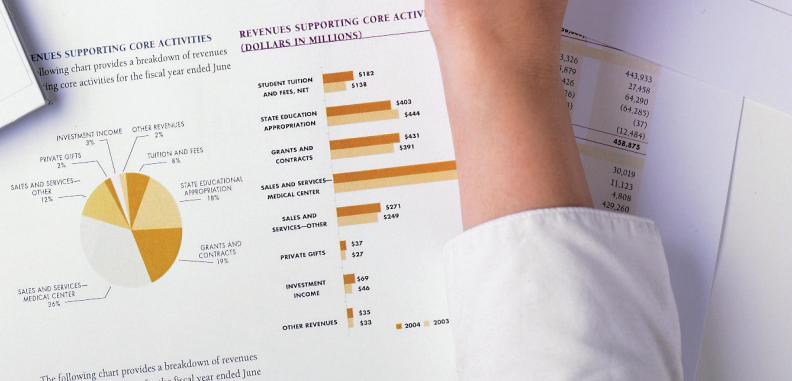 ENUES SUPPORTING CORE ACTIVITIES
llowing chart provides a breakdown of revenues
ing core activities for the fiscal year ended June
INVESTMENT INCOME
3%
OTHER REVENUES
2%
PRIVATE GIFTS
2%
TUITION AND FEES
8%
SALES AND SERVICES—
OTHER
12%
STATE EDUCATIONAL
APPROPRIATION
18%
GRANTS AND
CONTRACTS
19%
SALES AND SERVICES—
MEDICAL CENTER
36%
The following chart provides a breakdown of revenues
fiscal year ended June
REVENUES SUPPORTING CORE ACTIV
(DOLLARS IN MILLIONS)
STUDENT TUITION
AND FEES, NET
$182
$138
STATE EDUCATION
APPROPRIATION
$403
$444
GRANTS AND
CONTRACTS
$431
$391
SALES AND SERVICES—
MEDICAL CENTER
SALES AND
SERVICES—OTHER
$271
$249
PRIVATE GIFTS
$37
$27
INVESTMENT
INCOME
$69
$46
OTHER REVENUES
$35
$33
2004 2003
3,326 443,933
5,879 27,458
426 64,290
26) (64,285)
(37)
(12,484)
458,875
30,019
11,123
4,808
429,260